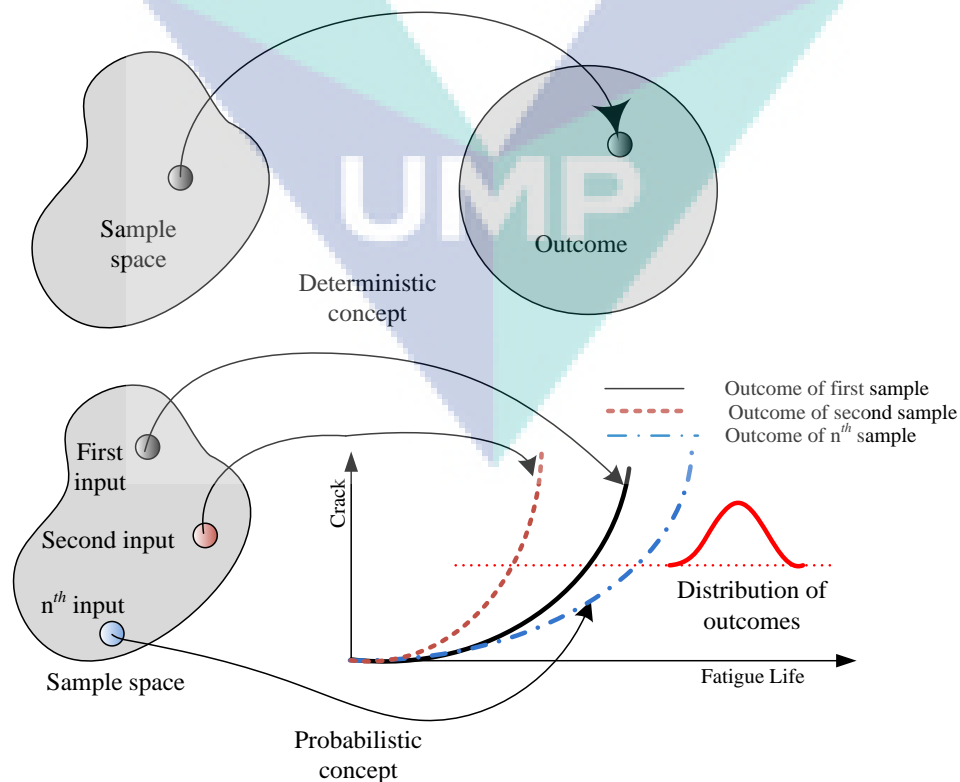 UMP
Sample
space
Outcome
Deterministic
concept
Outcome of first sample
Outcome of second sample
Outcome of nth sample
First
input
Second input
nth input
Sample space
Crack
Fatigue Life
Distribution of
outcomes
Probabilistic
concept